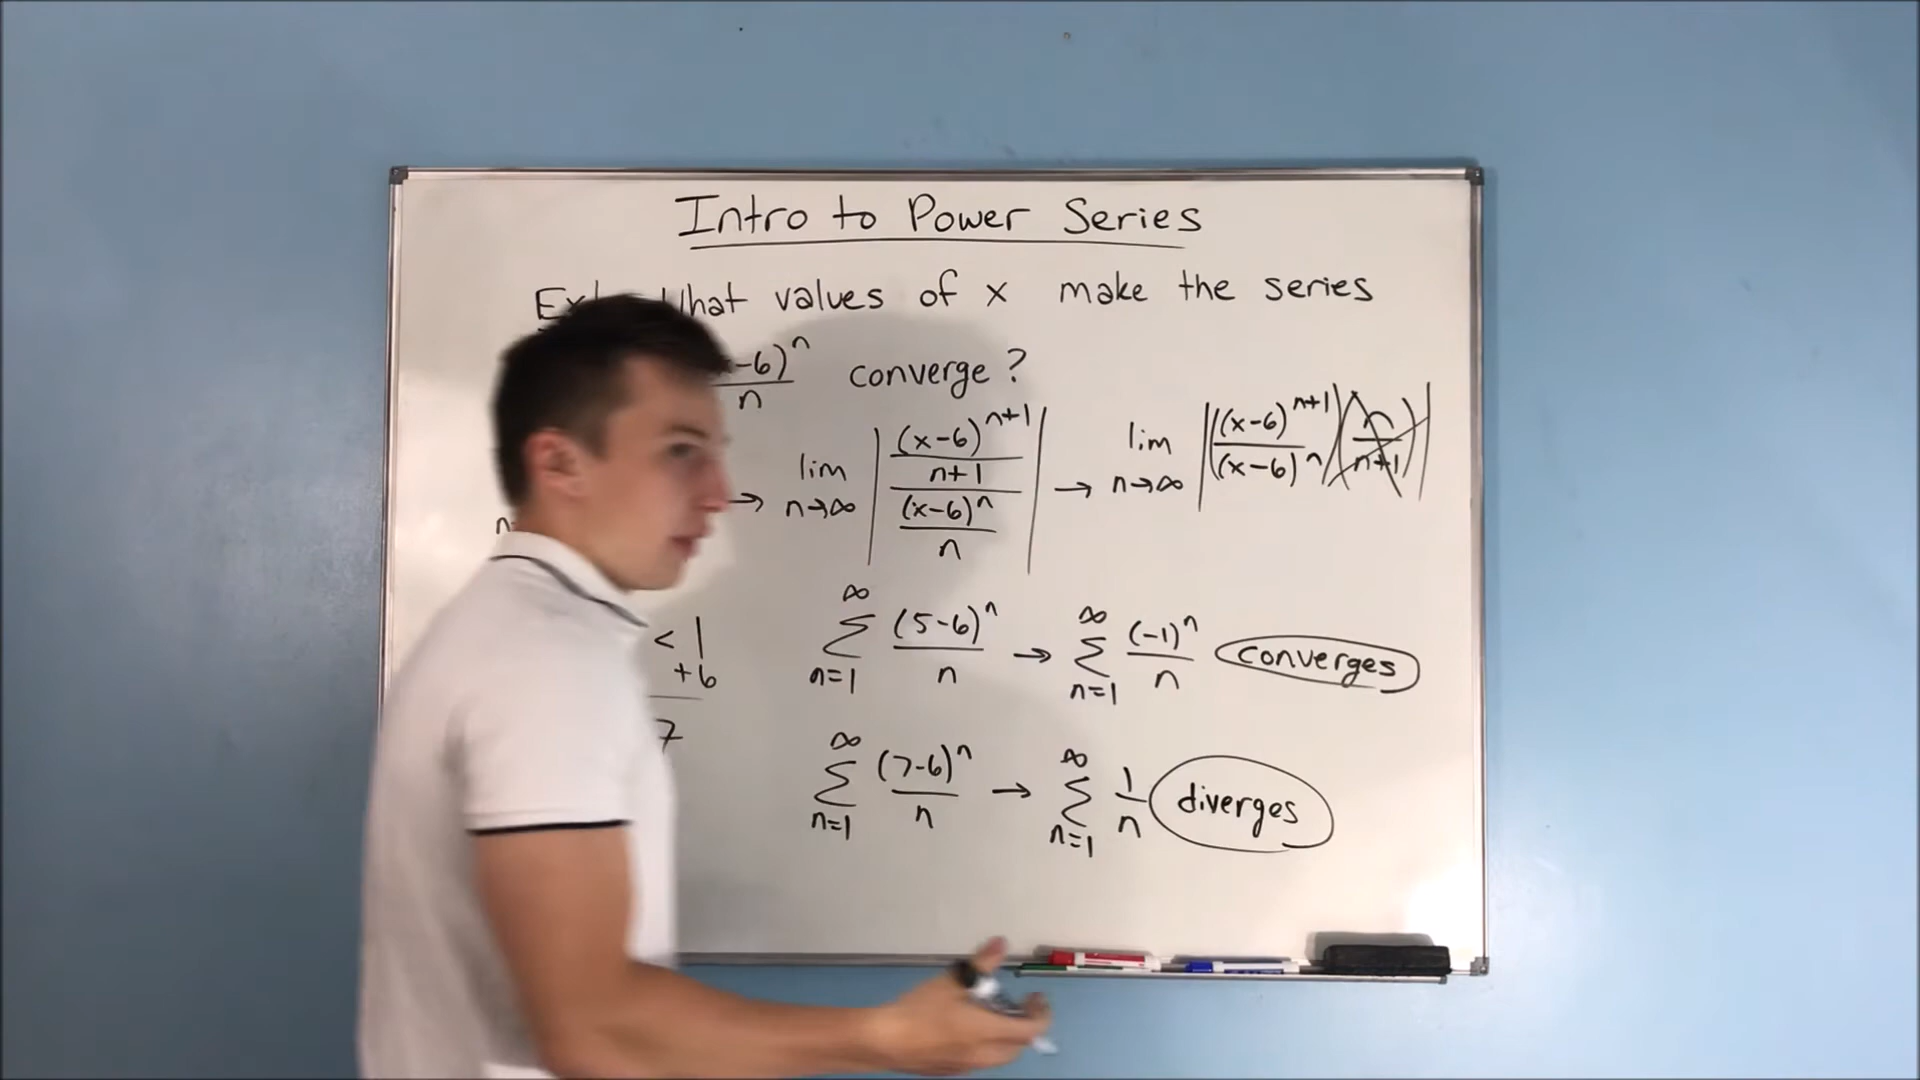 Intro to Power Series
Ex: What values of x make the series
(x-6)^n / n converge?
→ lim n→∞ | ((x-6)^(n+1) / (n+1)) / ((x-6)^n / n) | → lim n→∞ | ((x-6)^(n+1) / (x-6)^n) (n / (n+1)) |
< 1
+6
7
∞ Σ n=1 (5-6)^n / n → ∞ Σ n=1 (-1)^n / n converges
∞ Σ n=1 (7-6)^n / n → ∞ Σ n=1 1 / n diverges